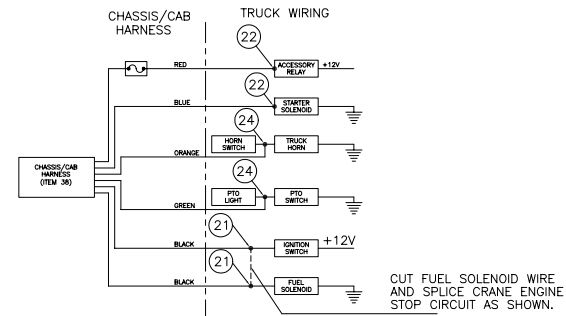 CHASSIS/CAB
HARNESS
TRUCK WIRING
22
RED
ACCESSORY
RELAY
+12V
22
BLUE
STARTER
SOLENOID
24
HORN
SWITCH
TRUCK
HORN
ORANGE
CHASSIS/CAB
HARNESS
(ITEM 38)
24
PTO
LIGHT
PTO
SWITCH
GREEN
21
BLACK
IGNITION
SWITCH
+12V
21
BLACK
FUEL
SOLENOID
CUT FUEL SOLENOID WIRE
AND SPLICE CRANE ENGINE
STOP CIRCUIT AS SHOWN.